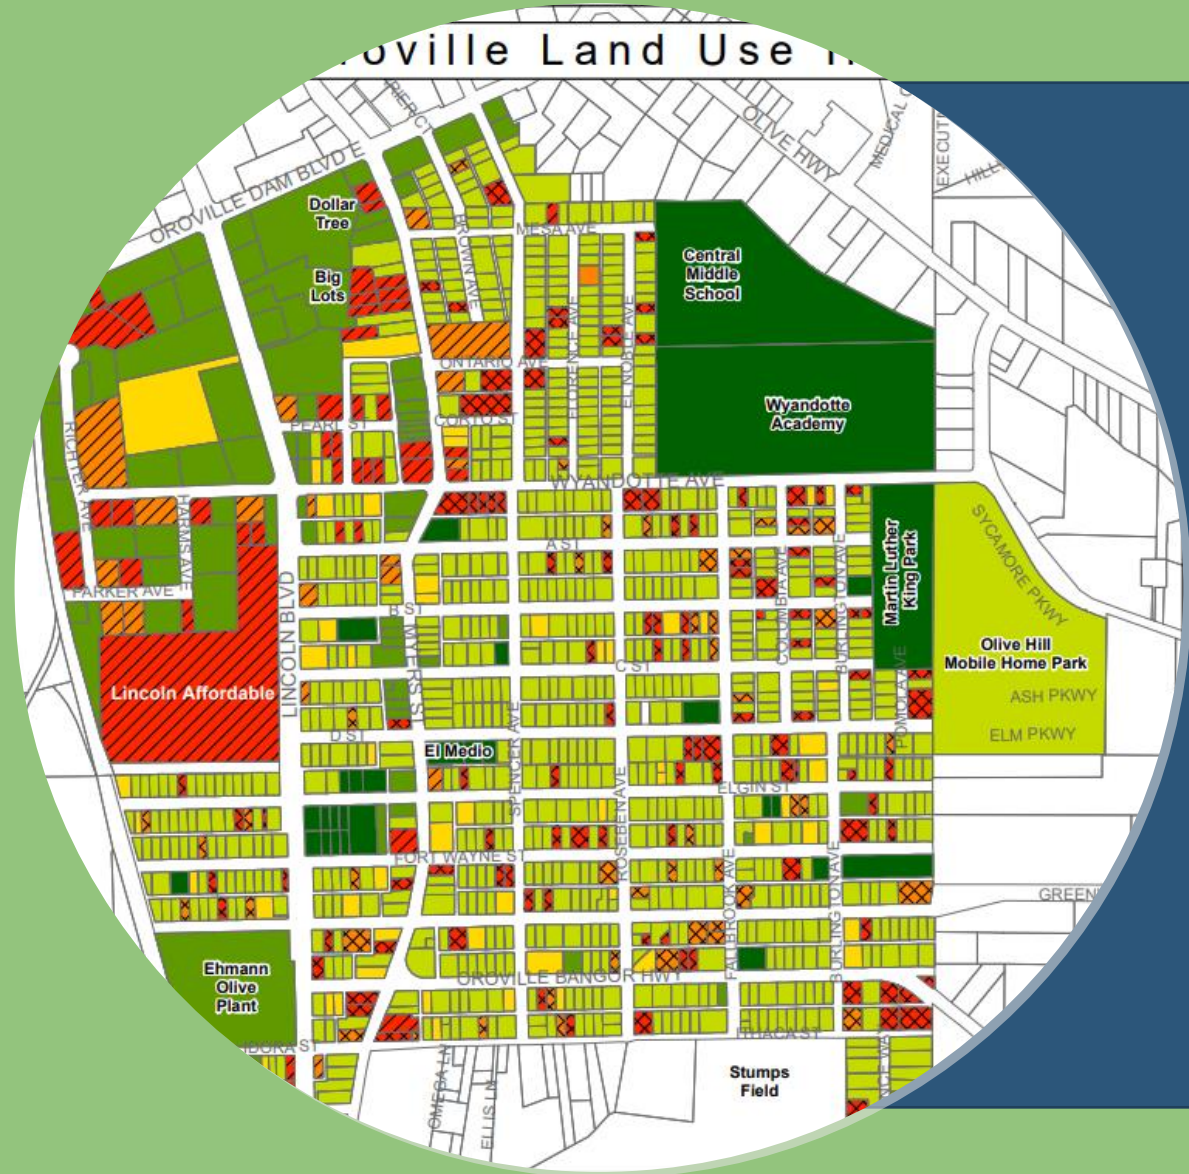 oville Land Use
OLIVE HWY
MEDICAL
OROVILLE DAM BLVD E
Dollar
Tree
Big
Lots
BROWN AVE
MESA AVE
Central
Middle
School
FLORENCE AVE
EL NOBLE AVE
ONTARIO AVE
Wyandotte
Academy
PEARL ST
CORTO ST
RICHTER AVE
WYANDOTTE AVE
HARMS AVE
A ST
Martin Luther
King Park
SYCAMORE PKWY
PARKER AVE
COLUMBIA AVE
BURLINGTON AVE
LINCOLN BLVD
B ST
MYERS ST
C ST
Olive Hill
Mobile Home Park
Lincoln Affordable
POMONA AVE
ASH PKWY
D ST
SPENCER AVE
ELM PKWY
El Medio
ELGIN ST
ROSEBEN AVE
FORT WAYNE ST
FALLBROOK AVE
BURLINGTON AVE
GREEN
Ehmann
Olive
Plant
OROVILLE BANGOR HWY
IDORA ST
ITHACA ST
OMEGA LN
ELLIS LN
Stumps
Field